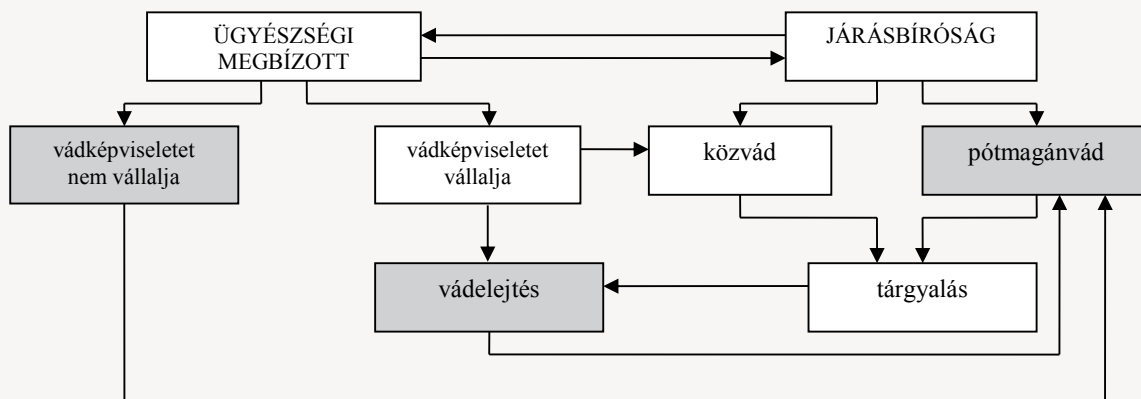 ÜGYÉSZSÉGI
MEGBÍZOTT
JÁRÁSBÍRÓSÁG
vádképviseletet
nem vállalja
vádképviseletet
vállalja
közvád
pótmagánvád
vádelejtés
tárgyalás